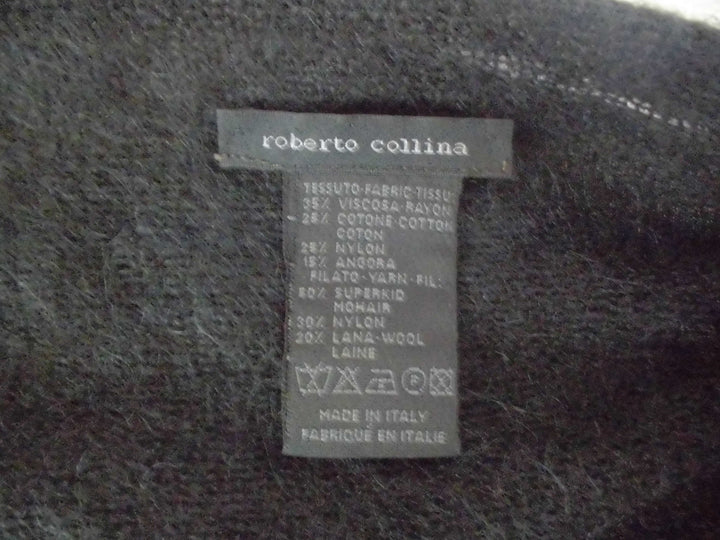 roberto collina
TESSUTO-FABRIC-TISSU
35% VISCOSA-RAYON
25% COTONE-COTTON
COTON
25% NYLON
15% ANGORA
FILATO-YARN-FIL:
50% SUPERKID
MOHAIR
30% NYLON
20% LANA-WOOL
LAINE
MADE IN ITALY
FABRIQUÉ EN ITALIE